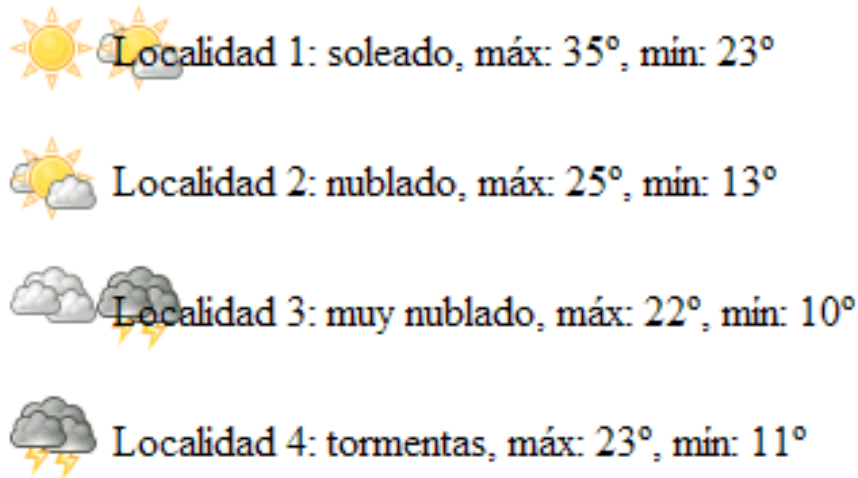 Localidad 1: soleado, máx: 35º, mín: 23º
Localidad 2: nublado, máx: 25º, mín: 13º
Localidad 3: muy nublado, máx: 22º, mín: 10º
Localidad 4: tormentas, máx: 23º, mín: 11º